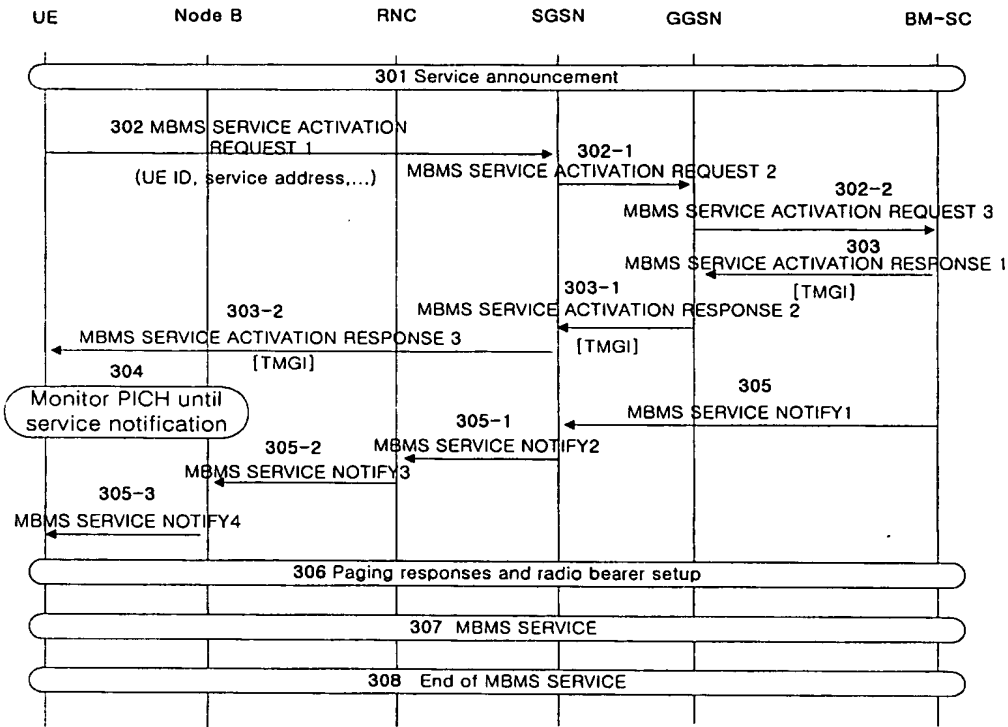 UE Node B RNC SGSN GGSN BM-SC
301 Service announcement
302 MBMS SERVICE ACTIVATION
REQUEST 1
(UE ID, service address,...)
302-1
MBMS SERVICE ACTIVATION REQUEST 2
302-2
MBMS SERVICE ACTIVATION REQUEST 3
303
MBMS SERVICE ACTIVATION RESPONSE 1
[TMGI]
303-1
MBMS SERVICE ACTIVATION RESPONSE 2
[TMGI]
303-2
MBMS SERVICE ACTIVATION RESPONSE 3
[TMGI]
304
Monitor PICH until
service notification
305
MBMS SERVICE NOTIFY1
305-1
MBMS SERVICE NOTIFY2
305-2
MBMS SERVICE NOTIFY3
305-3
MBMS SERVICE NOTIFY4
306 Paging responses and radio bearer setup
307 MBMS SERVICE
308 End of MBMS SERVICE